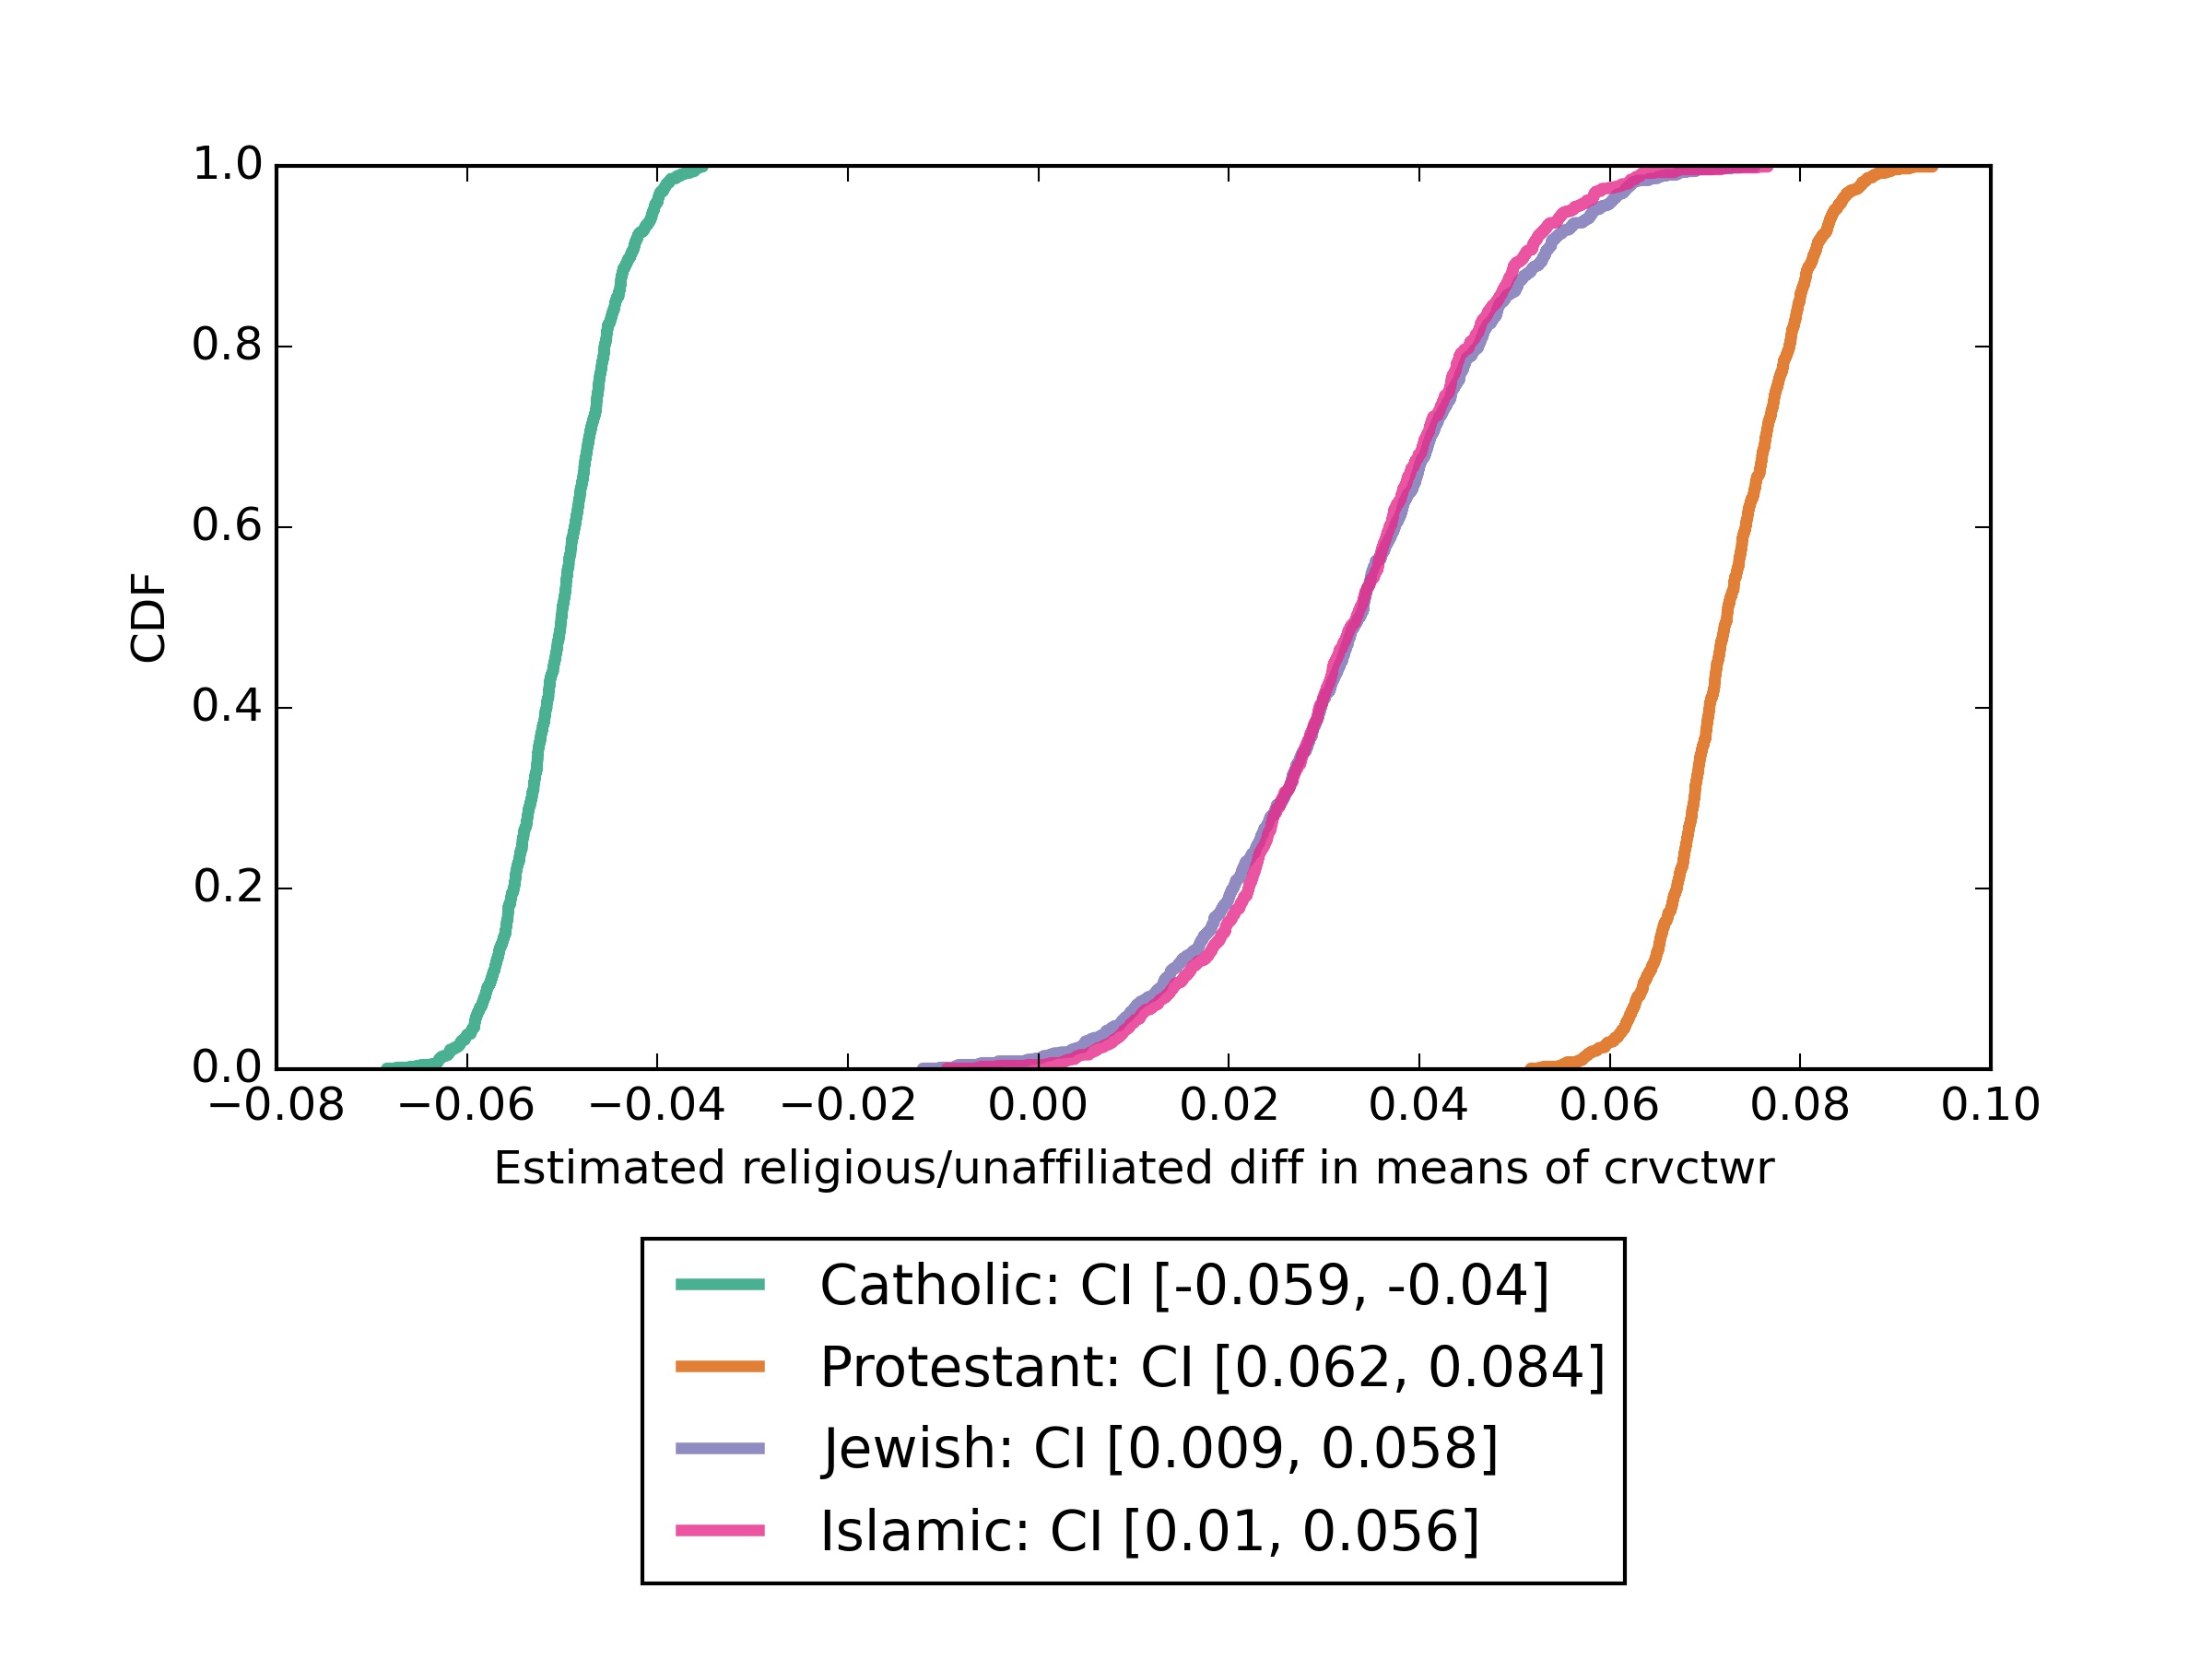 1.0
0.8
0.6
0.4
0.2
0.0
CDF
−0.08 −0.06 −0.04 −0.02 0.00 0.02 0.04 0.06 0.08 0.10
Estimated religious/unaffiliated diff in means of crvctwr
Catholic: CI [-0.059, -0.04]
Protestant: CI [0.062, 0.084]
Jewish: CI [0.009, 0.058]
Islamic: CI [0.01, 0.056]